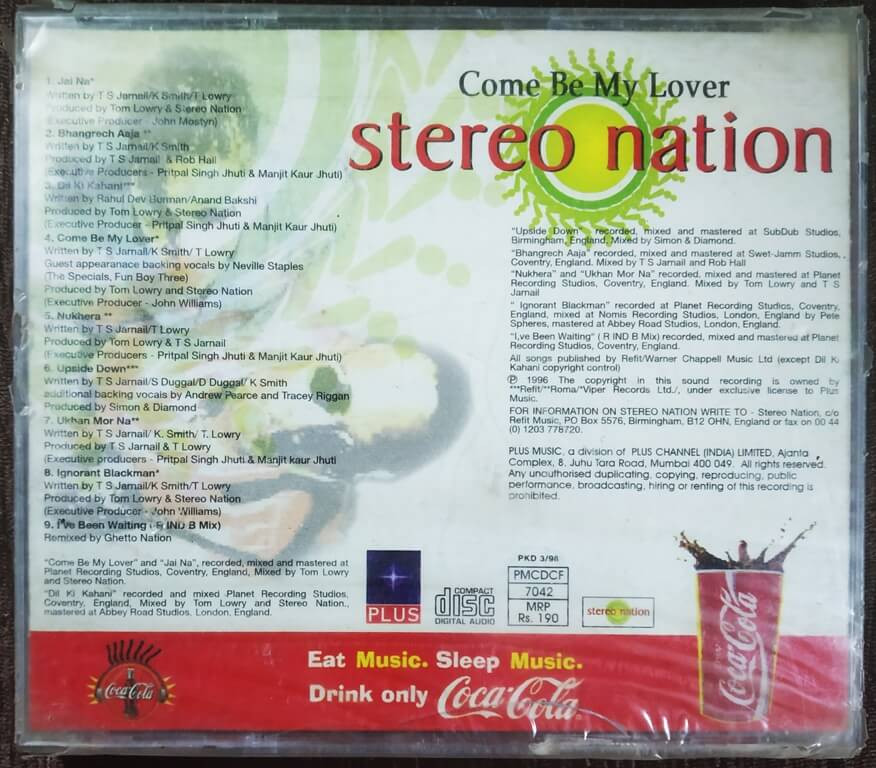 1. Jai Na*
Written by T S Jarnail/K Smith/T Lowry
Produced by Tom Lowry & Stereo Nation
(Executive Producer - John Mostyn)
2. Bhangrech Aaja **
Written by T S Jarnail/K Smith
Produced by T S Jarnail & Rob Hall
(Executive Producers - Pritpal Singh Jhuti & Manjit Kaur Jhuti)
3. Dil Ki Kahani***
Written by Rahul Dev Burman/Anand Bakshi
Produced by Tom Lowry & Stereo Nation
(Executive Producer - Pritpal Singh Jhuti & Manjit Kaur Jhuti)
4. Come Be My Lover*
Written by T S Jarnail/K Smith/ T Lowry
Guest appearanace backing vocals by Neville Staples
(The Specials, Fun Boy Three)
Produced by Tom Lowry and Stereo Nation
(Executive Producer - John Williams)
5. Nukhera **
Written by T S Jarnail/T Lowry
Produced by Tom Lowry & T S Jarnail
(Executive Producers - Pritpal Singh Jhuti & Manjit Kaur Jhuti)
6. Upside Down***
Written by T S Jarnail/S Duggal/D Duggal/ K Smith
additional backing vocals by Andrew Pearce and Tracey Riggan
Produced by Simon & Diamond
7. Ukhan Mor Na**
Written by T S Jarnail/ K. Smith/ T. Lowry
Produced by T S Jarnail & T Lowry
(Executive producers - Pritpal Singh Jhuti & Manjit kaur Jhuti
8. Ignorant Blackman*
Written by T S Jarnail/K Smith/T Lowry
Produced by Tom Lowry & Stereo Nation
(Executive Producer - John Williams)
9. I've Been Waiting ( R IND B Mix)
Remixed by Ghetto Nation
"Come Be My Lover" and "Jai Na", recorded, mixed and mastered at
Planet Recording Studios, Coventry, England, Mixed by Tom Lowry
and Stereo Nation.
"Dil Ki Kahani" recorded and mixed Planet Recording Studios,
Coventry, England, Mixed by Tom Lowry and Stereo Nation.,
mastered at Abbey Road Studios, London, England.
Come Be My Lover
stereo nation
"Upside Down" recorded, mixed and mastered at SubDub Studios,
Birmingham, England, Mixed by Simon & Diamond.
"Bhangrech Aaja" recorded, mixed and mastered at Swet-Jamm Studios,
Coventry, England. Mixed by T S Jarnail and Rob Hall
"Nukhera" and "Ukhan Mor Na" recorded, mixed and mastered at Planet
Recording Studios, Coventry, England. Mixed by Tom Lowry and T S
Jarnail
" Ignorant Blackman" recorded at Planet Recording Studios, Coventry,
England, mixed at Nomis Recording Studios, London, England by Pete
Spheres, mastered at Abbey Road Studios, London, England.
"I,ve Been Waiting" ( R IND B Mix) recorded, mixed and mastered at Planet
Recording Studios, Coventry, England.
All songs published by Refit/Warner Chappell Music Ltd (except Dil Ki
Kahani copyright control)
℗ 1996 The copyright in this sound recording is owned by
***Refit/**Roma/*Viper Records Ltd./, under exclusive license to Plus
Music.
FOR INFORMATION ON STEREO NATION WRITE TO - Stereo Nation, c/o
Refit Music, PO Box 5576, Birmingham, B12 OHN, England or fax on 00 44
(0) 1203 778720.
PLUS MUSIC, a division of PLUS CHANNEL (INDIA) LIMITED, Ajanta
Complex, 8, Juhu Tara Road, Mumbai 400 049. All rights reserved.
Any unauthorised duplicating, copying, reproducing, public
performance, broadcasting, hiring or renting of this recording is
prohibited.
PLUS
COMPACT
disc
DIGITAL AUDIO
PKD 3/98
PMCDCF
7042
MRP
Rs. 190
stereo nation
Coca-Cola
Coca-Cola
Eat Music. Sleep Music.
Drink only Coca-Cola